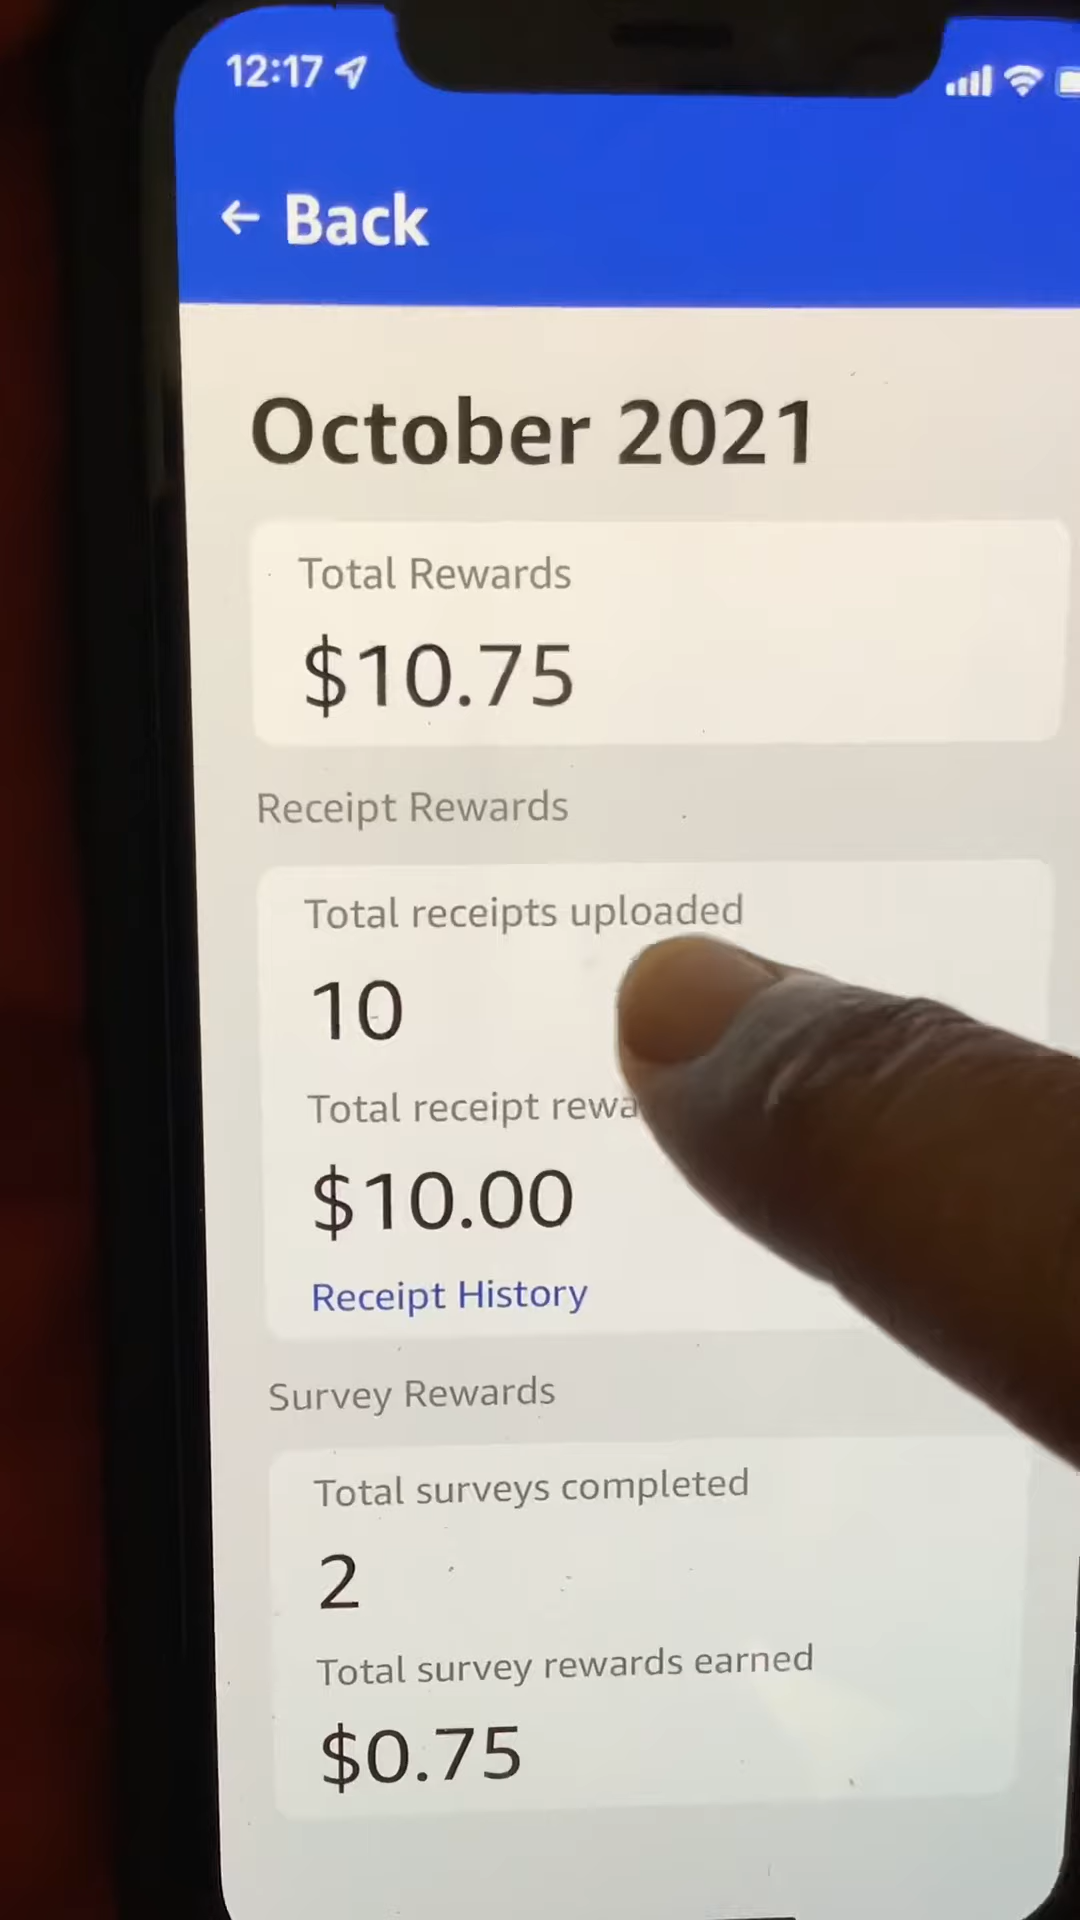 12:17
← Back
October 2021
Total Rewards
$10.75
Receipt Rewards
Total receipts uploaded
10
Total receipt rewa
$10.00
Receipt History
Survey Rewards
Total surveys completed
2
Total survey rewards earned
$0.75